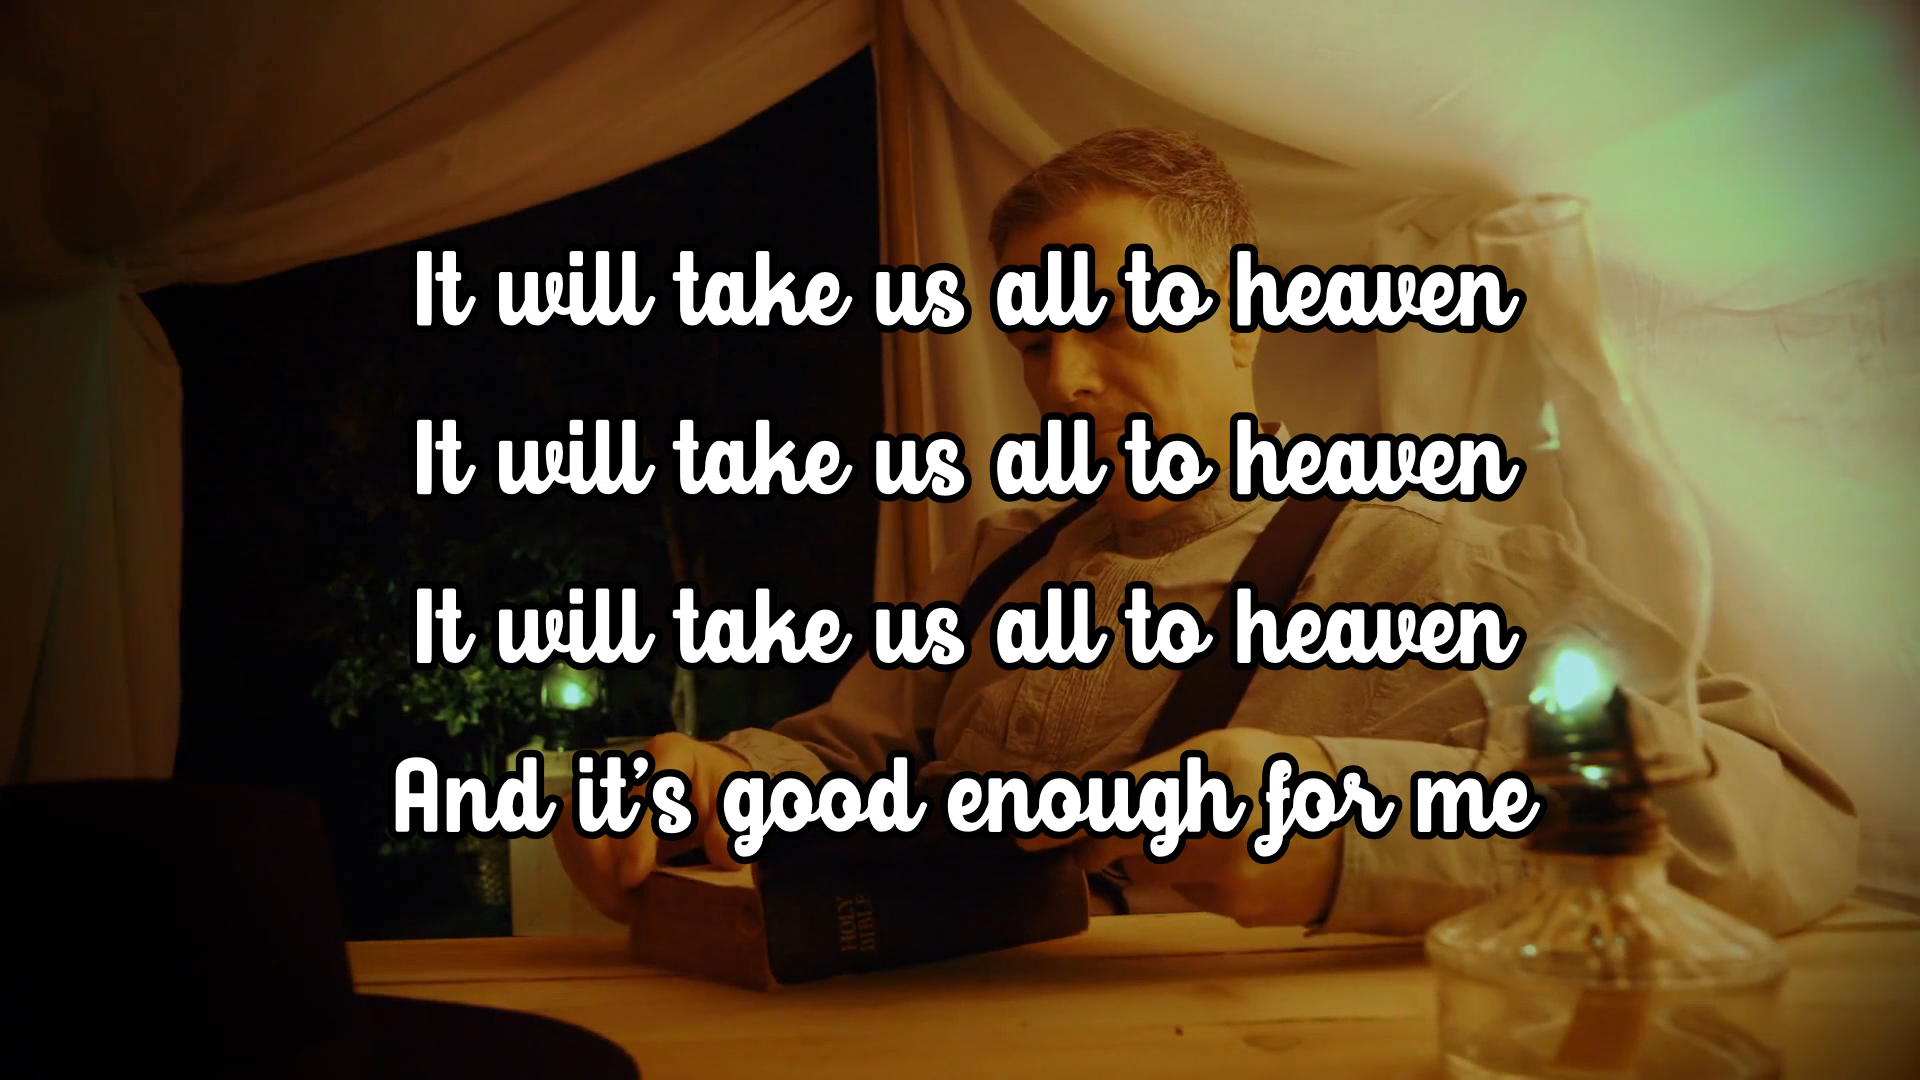 It will take us all to heaven
It will take us all to heaven
It will take us all to heaven
And it's good enough for me
HOLY
BIBLE